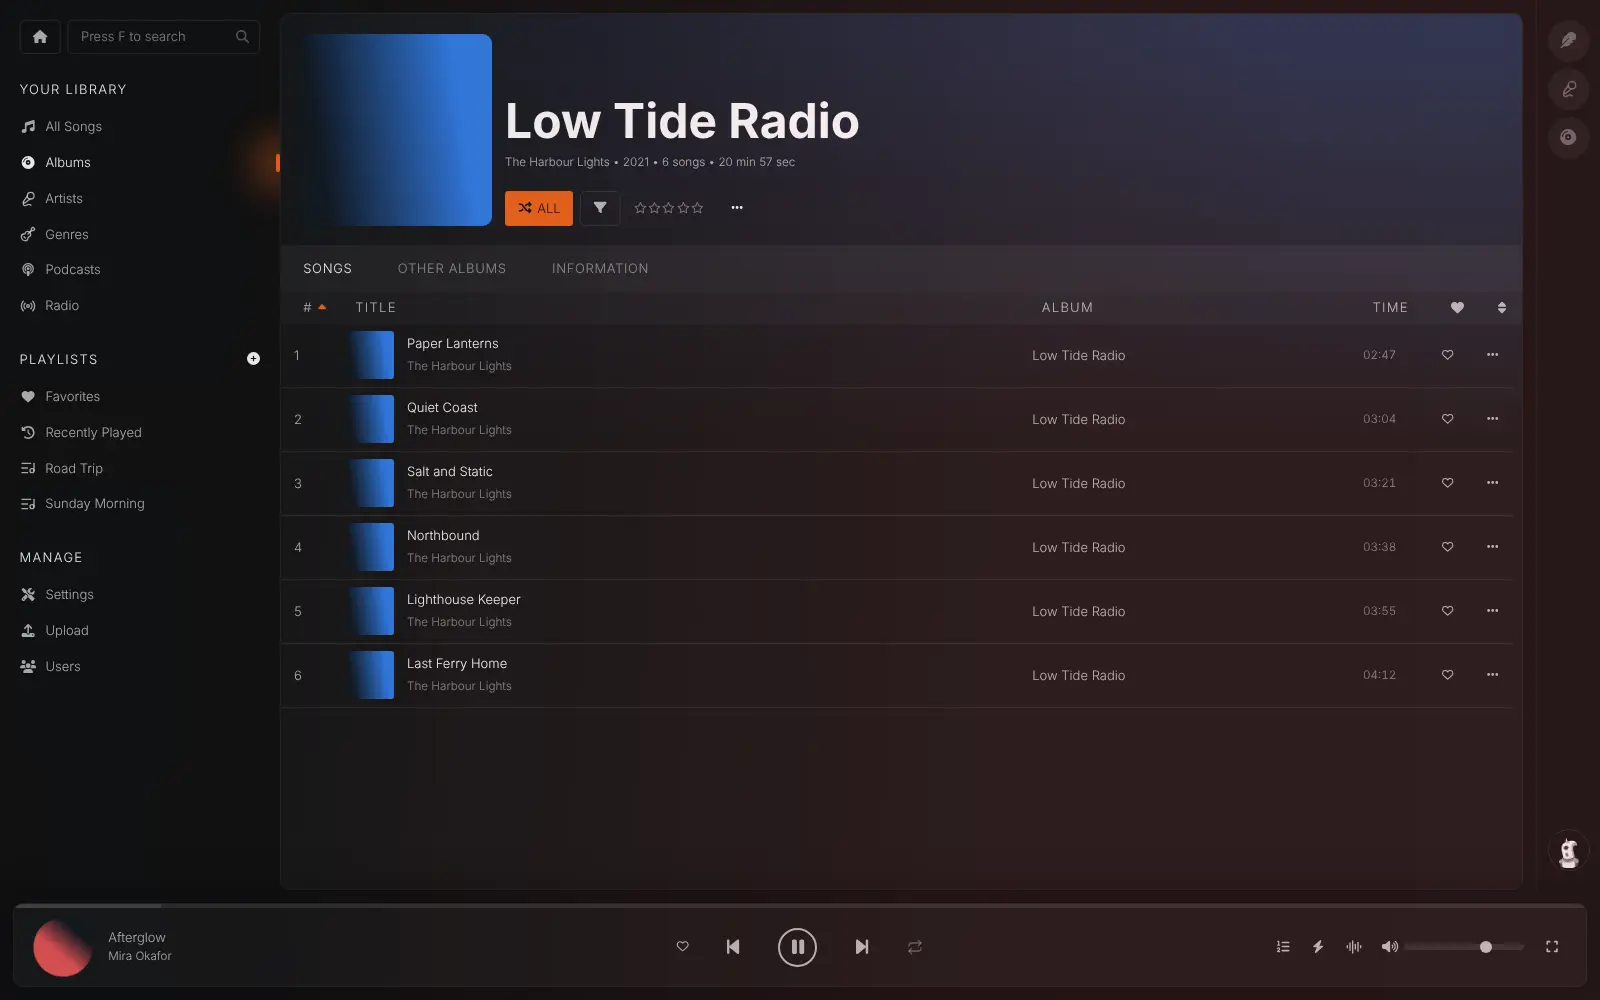 Press F to search
YOUR LIBRARY
All Songs
Albums
Artists
Genres
Podcasts
Radio
PLAYLISTS
Favorites
Recently Played
Road Trip
Sunday Morning
MANAGE
Settings
Upload
Users
Low Tide Radio
The Harbour Lights • 2021 • 6 songs • 20 min 57 sec
ALL
SONGS OTHER ALBUMS INFORMATION
# TITLE ALBUM TIME
1 Paper Lanterns Low Tide Radio 02:47
The Harbour Lights
2 Quiet Coast Low Tide Radio 03:04
The Harbour Lights
3 Salt and Static Low Tide Radio 03:21
The Harbour Lights
4 Northbound Low Tide Radio 03:38
The Harbour Lights
5 Lighthouse Keeper Low Tide Radio 03:55
The Harbour Lights
6 Last Ferry Home Low Tide Radio 04:12
The Harbour Lights
Afterglow
Mira Okafor